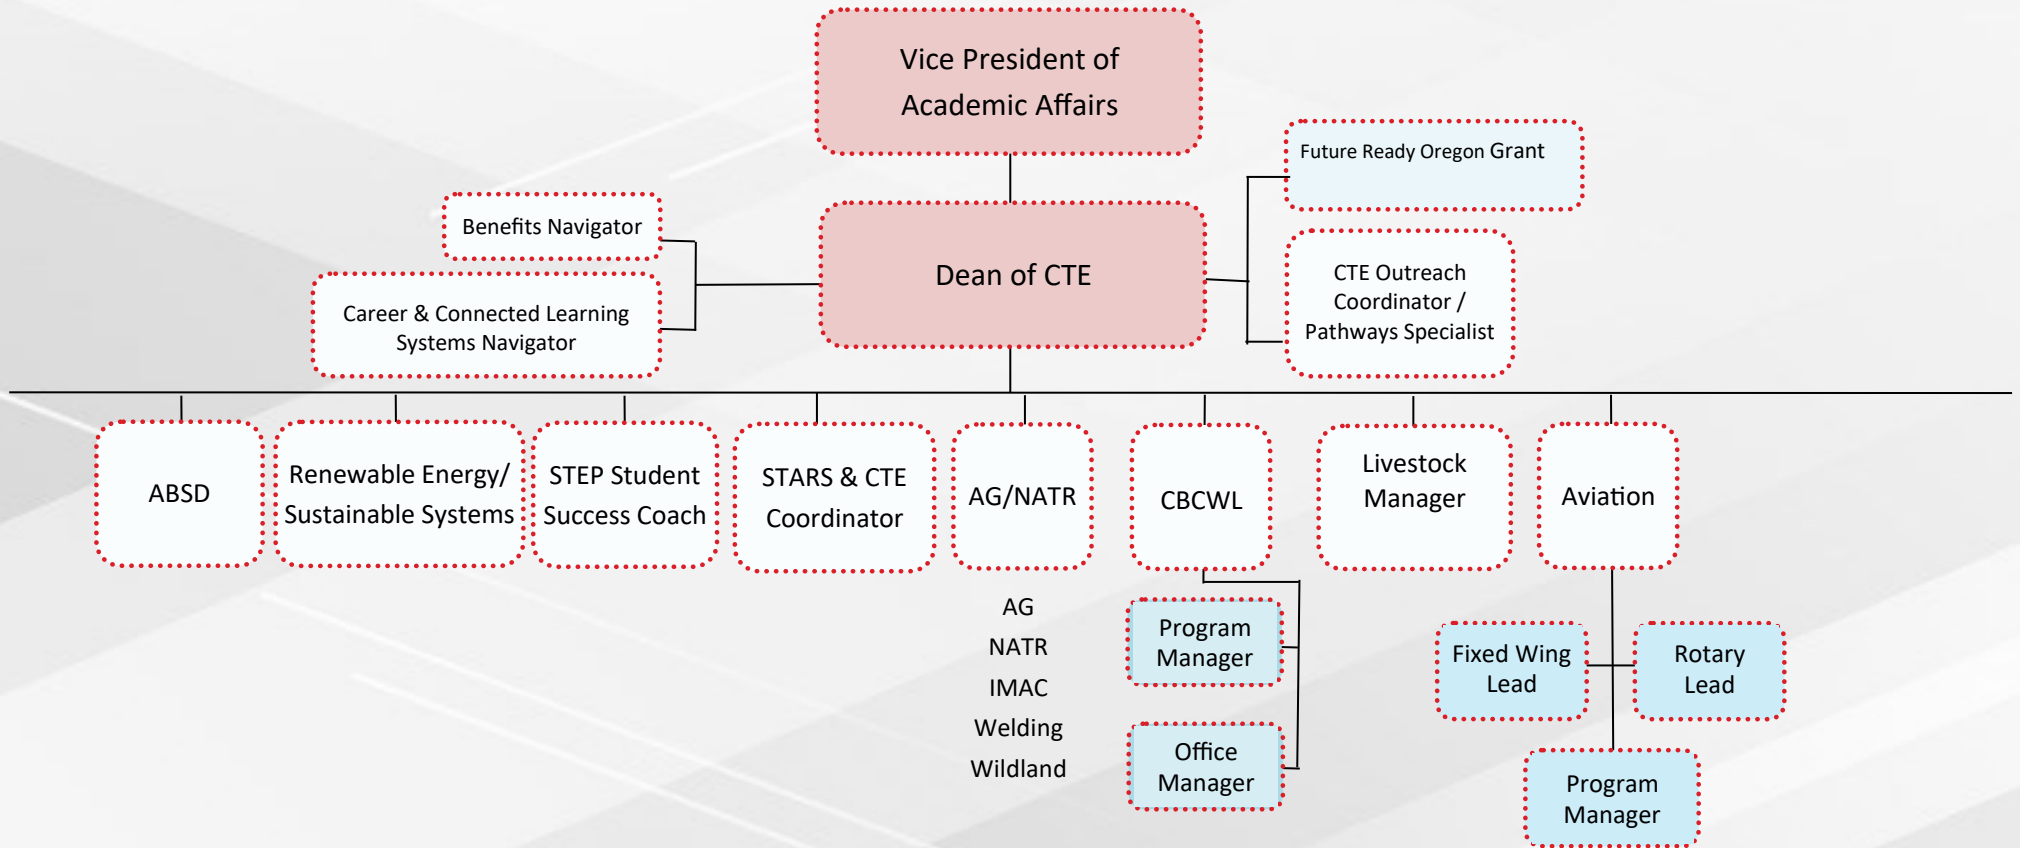 Vice President of
Academic Affairs
Future Ready Oregon Grant
Benefits Navigator
Dean of CTE
CTE Outreach
Coordinator /
Pathways Specialist
Career & Connected Learning
Systems Navigator
ABSD
Renewable Energy/
Sustainable Systems
STEP Student
Success Coach
STARS & CTE
Coordinator
AG/NATR
CBCWL
Livestock
Manager
Aviation
AG
NATR
IMAC
Welding
Wildland
Program
Manager
Office
Manager
Fixed Wing
Lead
Rotary
Lead
Program
Manager